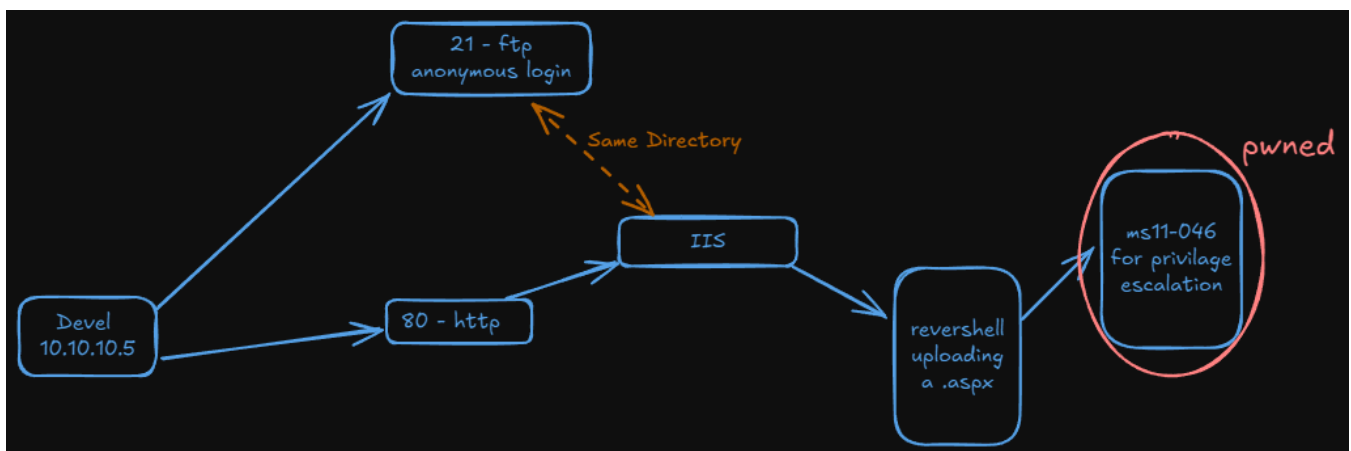 21 - ftp
anonymous login
Same Directory
pwned
IIS
ms11-046
for privilage
escalation
Devel
10.10.10.5
80 - http
revershell
uploading
a .aspx